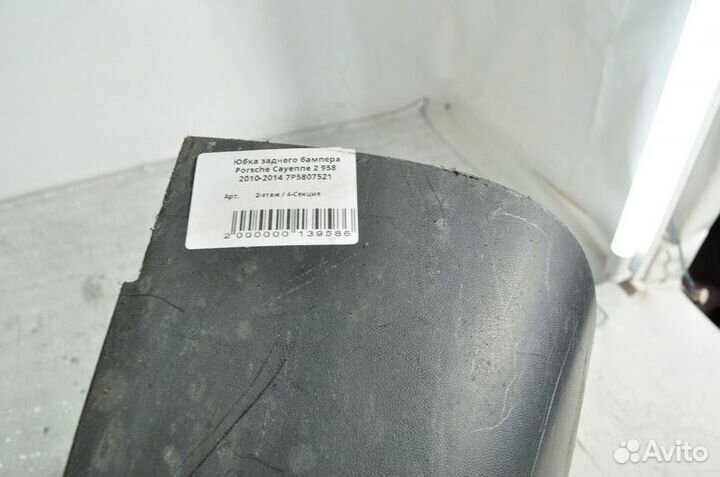 Юбка заднего бампера
Porsche Cayenne 2 958
2010-2014 7P5807521
Арт. 2-этаж / 4-Секция
2 000000 139586
Avito